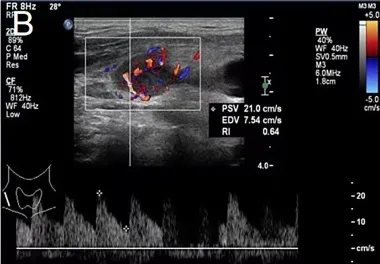 FR 8Hz 28°
RP
B
2D
89%
C 64
P Med
Res
CF
71%
812Hz
WF 40Hz
Low
M3 M3
+5.0
-5.0
cm/s
PW
40%
WF 40Hz
SV0.5mm
M3
6.0MHz
1.8cm
x
PSV 21.0 cm/s
EDV 7.54 cm/s
RI 0.64
4.0
20
10
cm/s